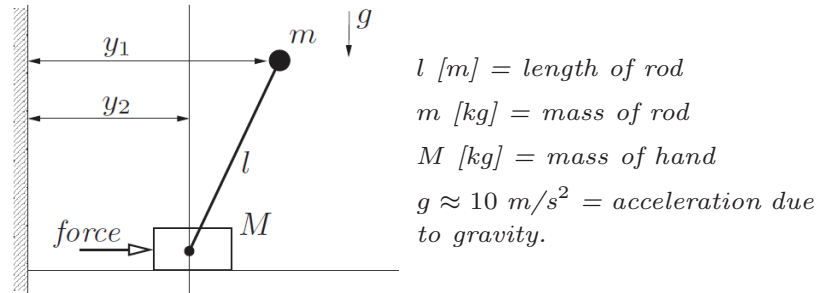 y₁
m
g
y₂
l
force
M
l [m] = length of rod
m [kg] = mass of rod
M [kg] = mass of hand
g ≈ 10 m/s² = acceleration due
to gravity.